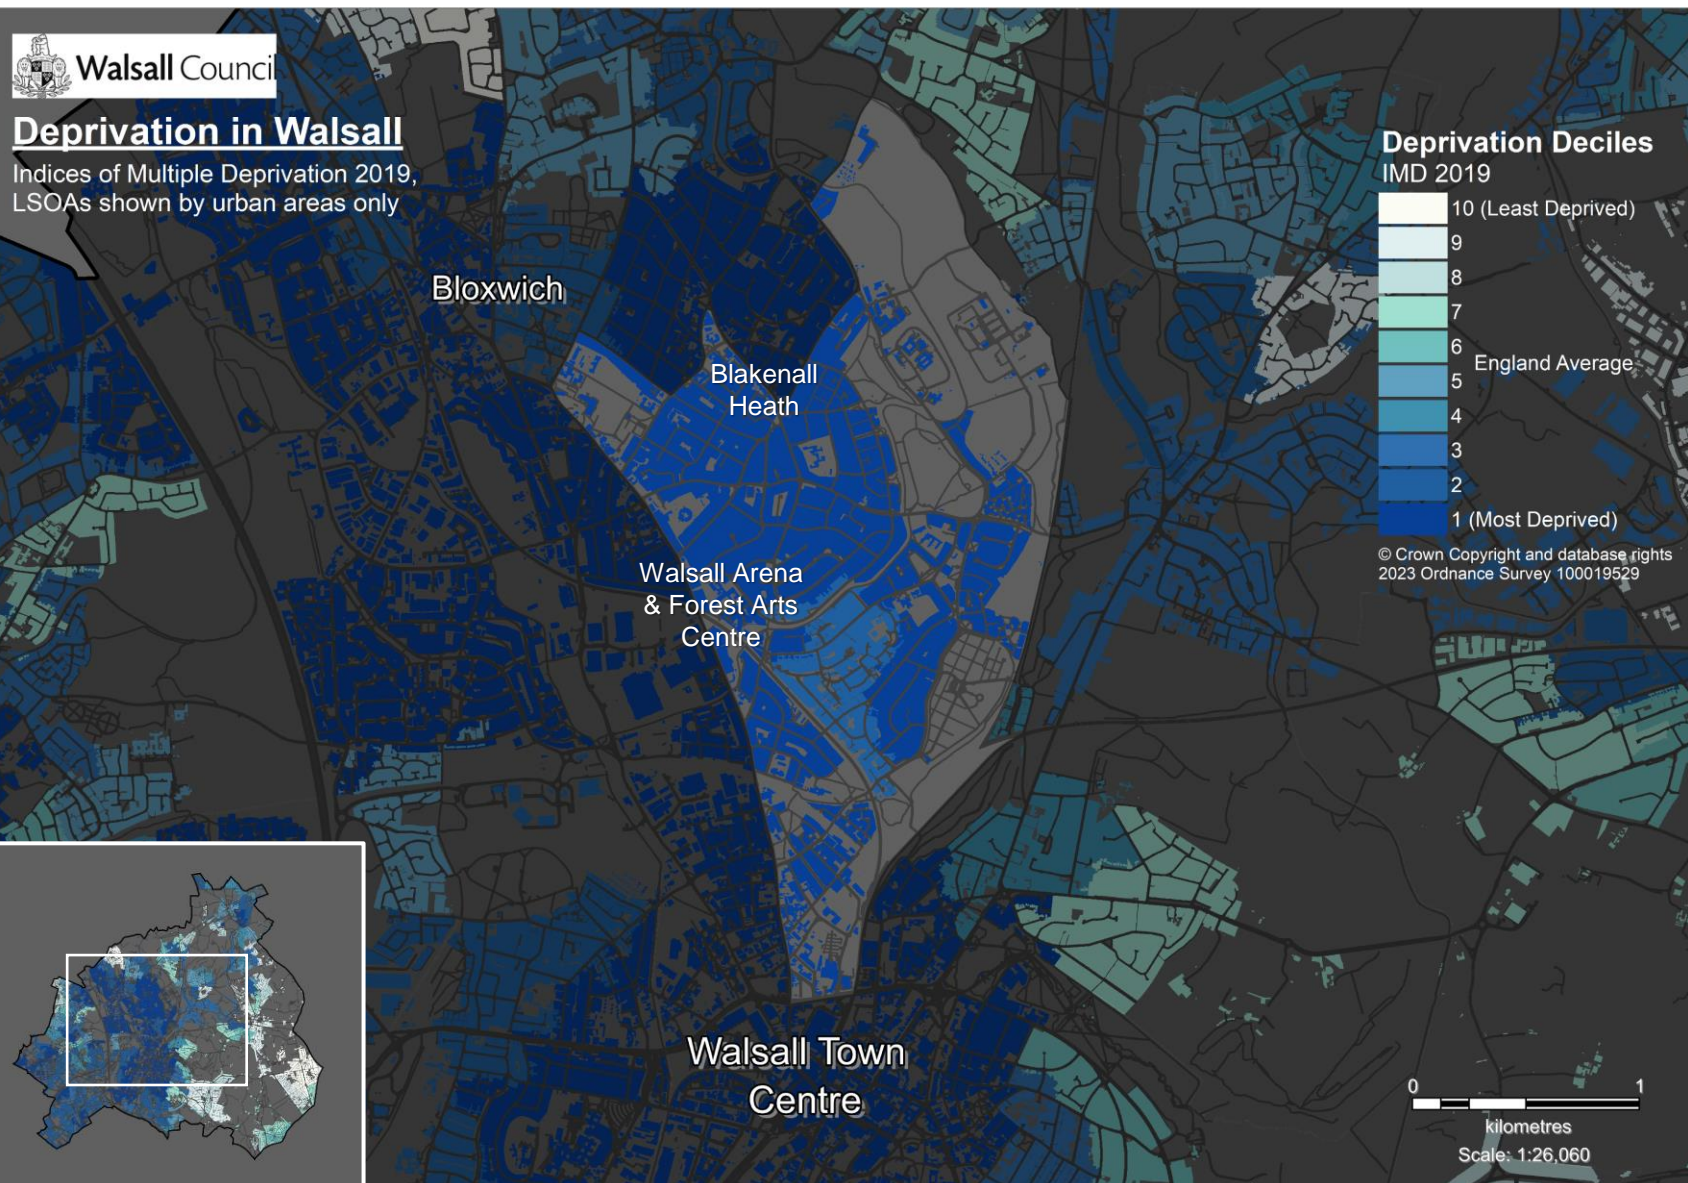 Walsall Council
Deprivation in Walsall
Indices of Multiple Deprivation 2019,
LSOAs shown by urban areas only
Bloxwich
Blakenall
Heath
Walsall Arena
& Forest Arts
Centre
Walsall Town
Centre
Deprivation Deciles
IMD 2019
10 (Least Deprived)
9
8
7
6
England Average
5
4
3
2
1 (Most Deprived)
© Crown Copyright and database rights
2023 Ordnance Survey 100019529
0 1
kilometres
Scale: 1:26,060